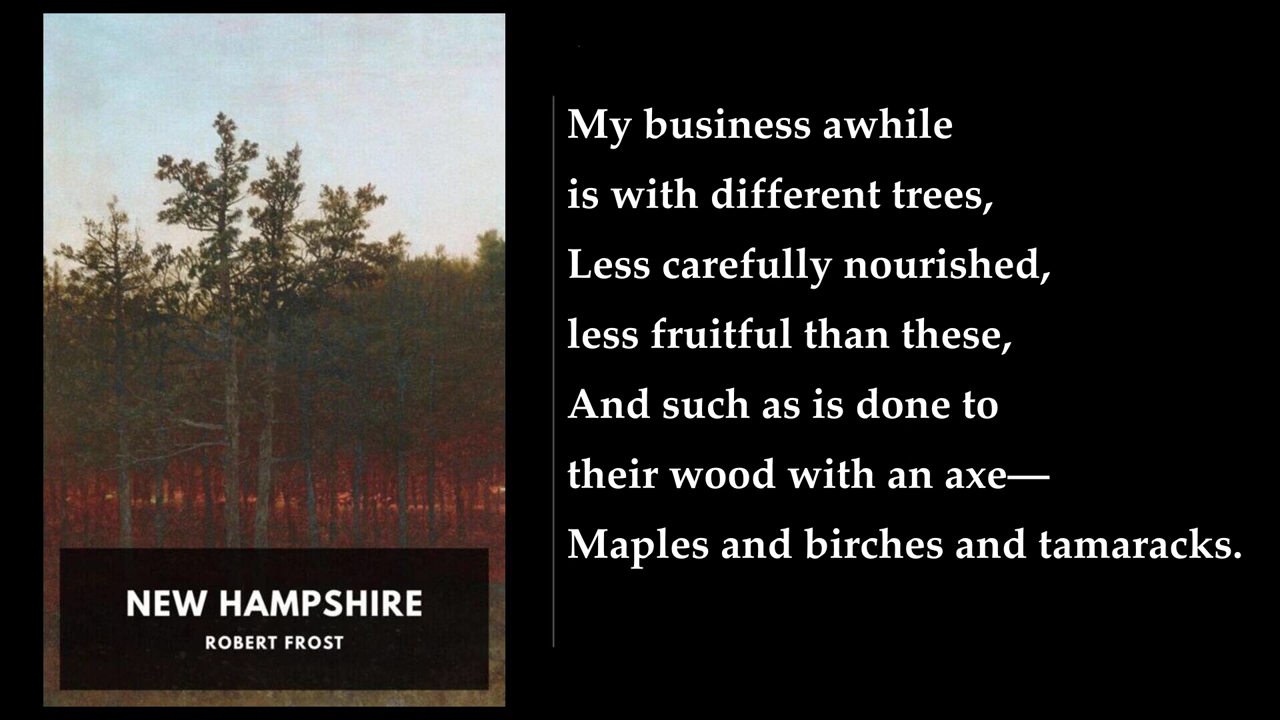 NEW HAMPSHIRE
ROBERT FROST
My business awhile
is with different trees,
Less carefully nourished,
less fruitful than these,
And such as is done to
their wood with an axe—
Maples and birches and tamaracks.